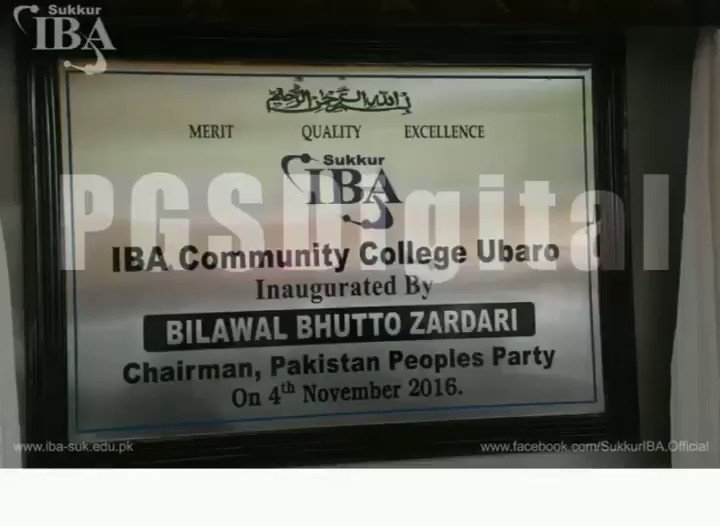 Sukkur
IBA
بسم الله الرحمن الرحيم
MERIT QUALITY EXCELLENCE
Sukkur
IBA
PGSDigital
IBA Community College Ubaro
Inaugurated By
BILAWAL BHUTTO ZARDARI
Chairman, Pakistan Peoples Party
On 4th November 2016.
www.iba-suk.edu.pk www.facebook.com/SukkurIBA.Official